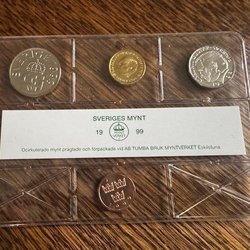 SVERIGES MYNT
19 99
Ocirkulerade mynt präglade och förpackade vid AB TUMBA BRUK MYNTVERKET Eskilstuna